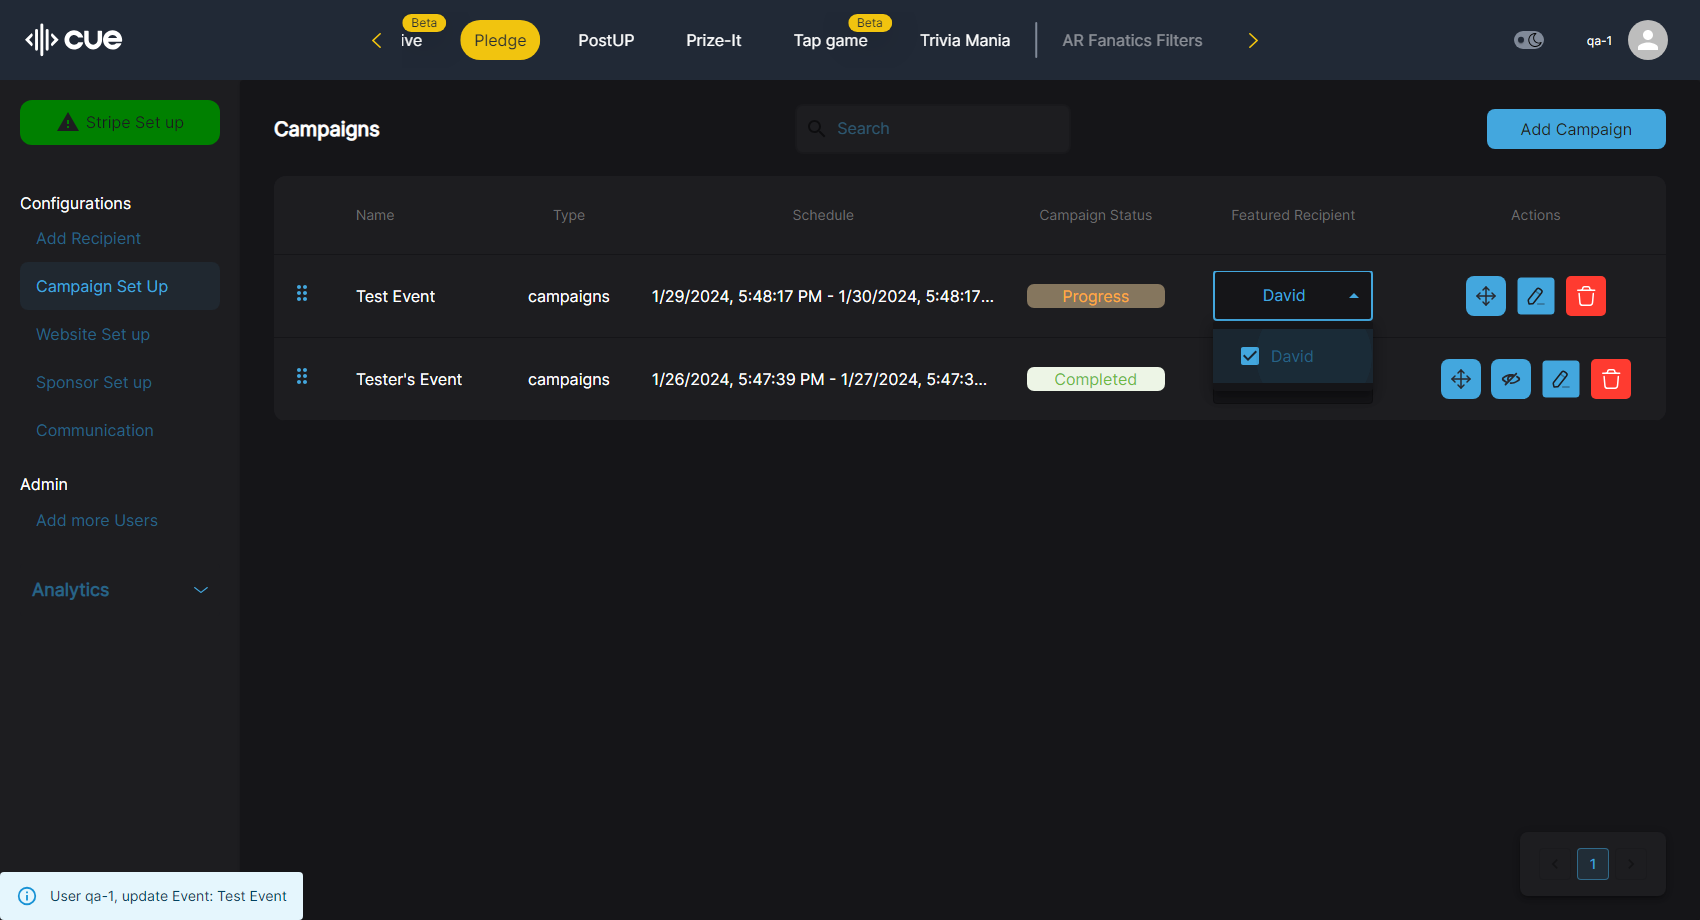 cue
Beta
ive
Pledge
PostUP
Prize-It
Beta
Tap game
Trivia Mania
AR Fanatics Filters
qa-1
Stripe Set up
Configurations
Add Recipient
Campaign Set Up
Website Set up
Sponsor Set up
Communication
Admin
Add more Users
Analytics
Campaigns
Search
Add Campaign
Name Type Schedule Campaign Status Featured Recipient Actions
Test Event campaigns 1/29/2024, 5:48:17 PM - 1/30/2024, 5:48:17... Progress David
David
Tester's Event campaigns 1/26/2024, 5:47:39 PM - 1/27/2024, 5:47:3... Completed
1
User qa-1, update Event: Test Event